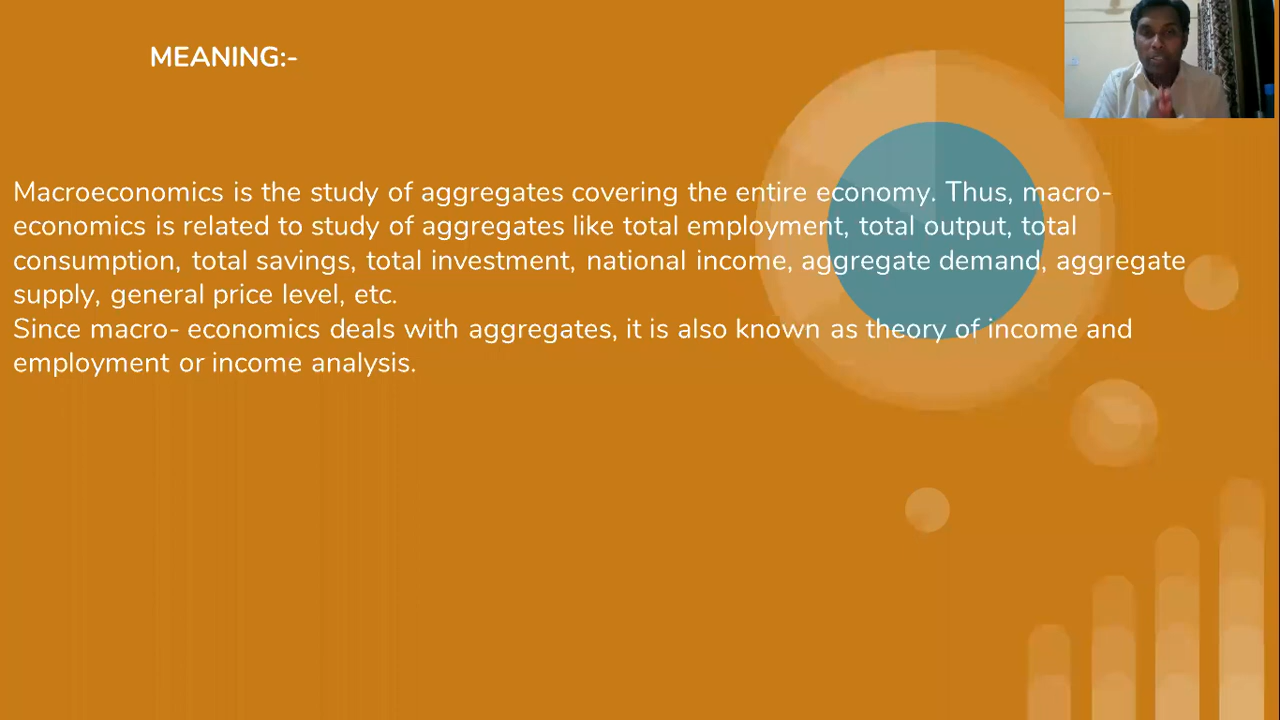 MEANING:-
Macroeconomics is the study of aggregates covering the entire economy. Thus, macro-
economics is related to study of aggregates like total employment, total output, total
consumption, total savings, total investment, national income, aggregate demand, aggregate
supply, general price level, etc.
Since macro- economics deals with aggregates, it is also known as theory of income and
employment or income analysis.